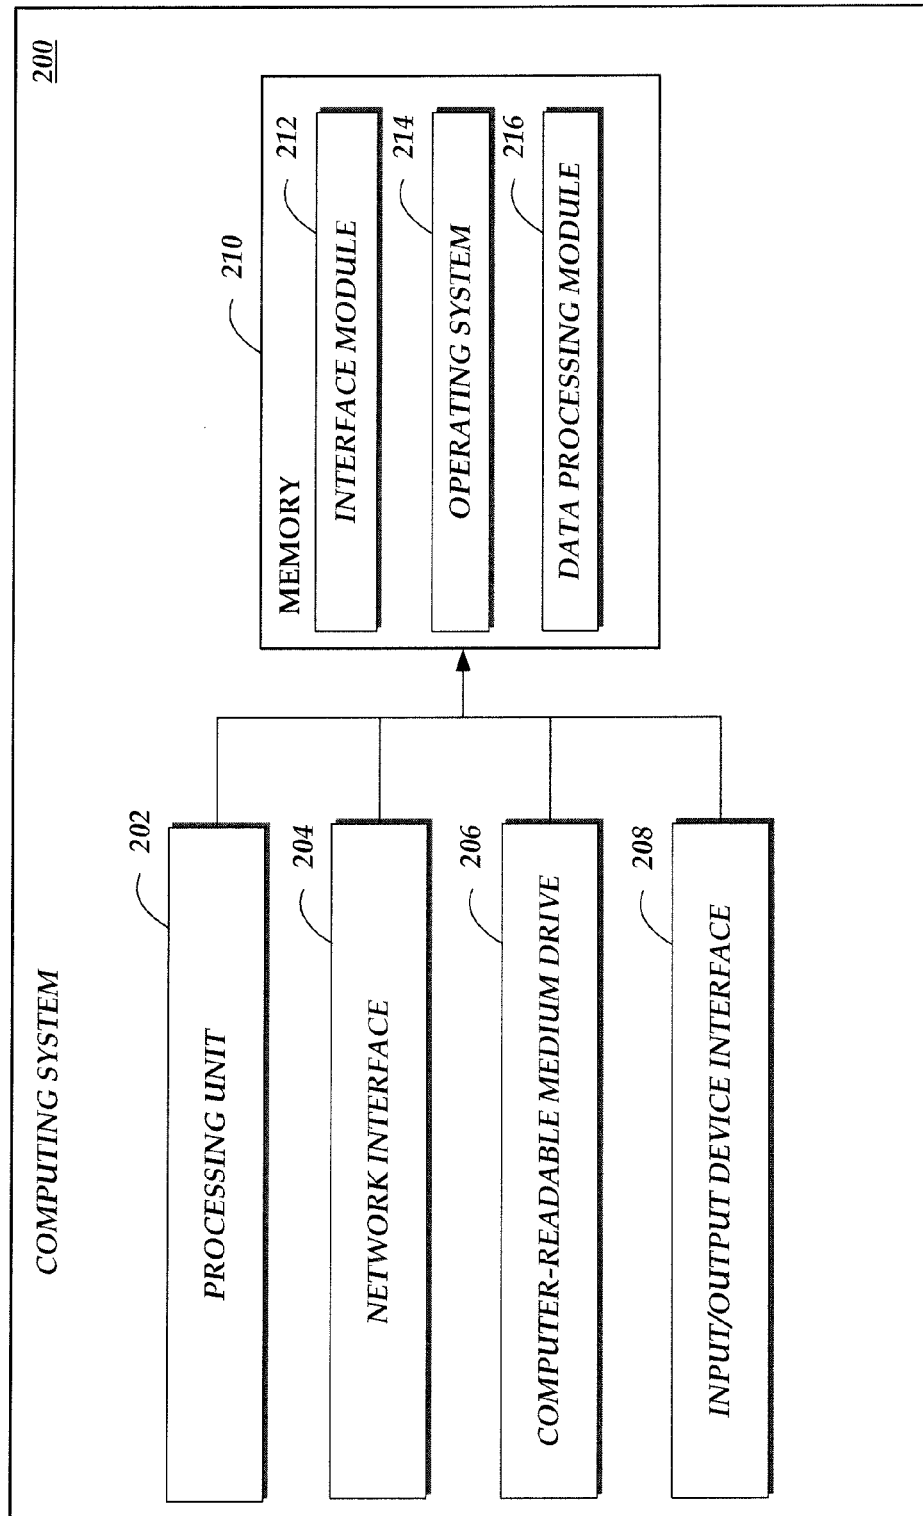 COMPUTING SYSTEM
200
202
PROCESSING UNIT
204
NETWORK INTERFACE
206
COMPUTER-READABLE MEDIUM DRIVE
208
INPUT/OUTPUT DEVICE INTERFACE
210
MEMORY
212
INTERFACE MODULE
214
OPERATING SYSTEM
216
DATA PROCESSING MODULE